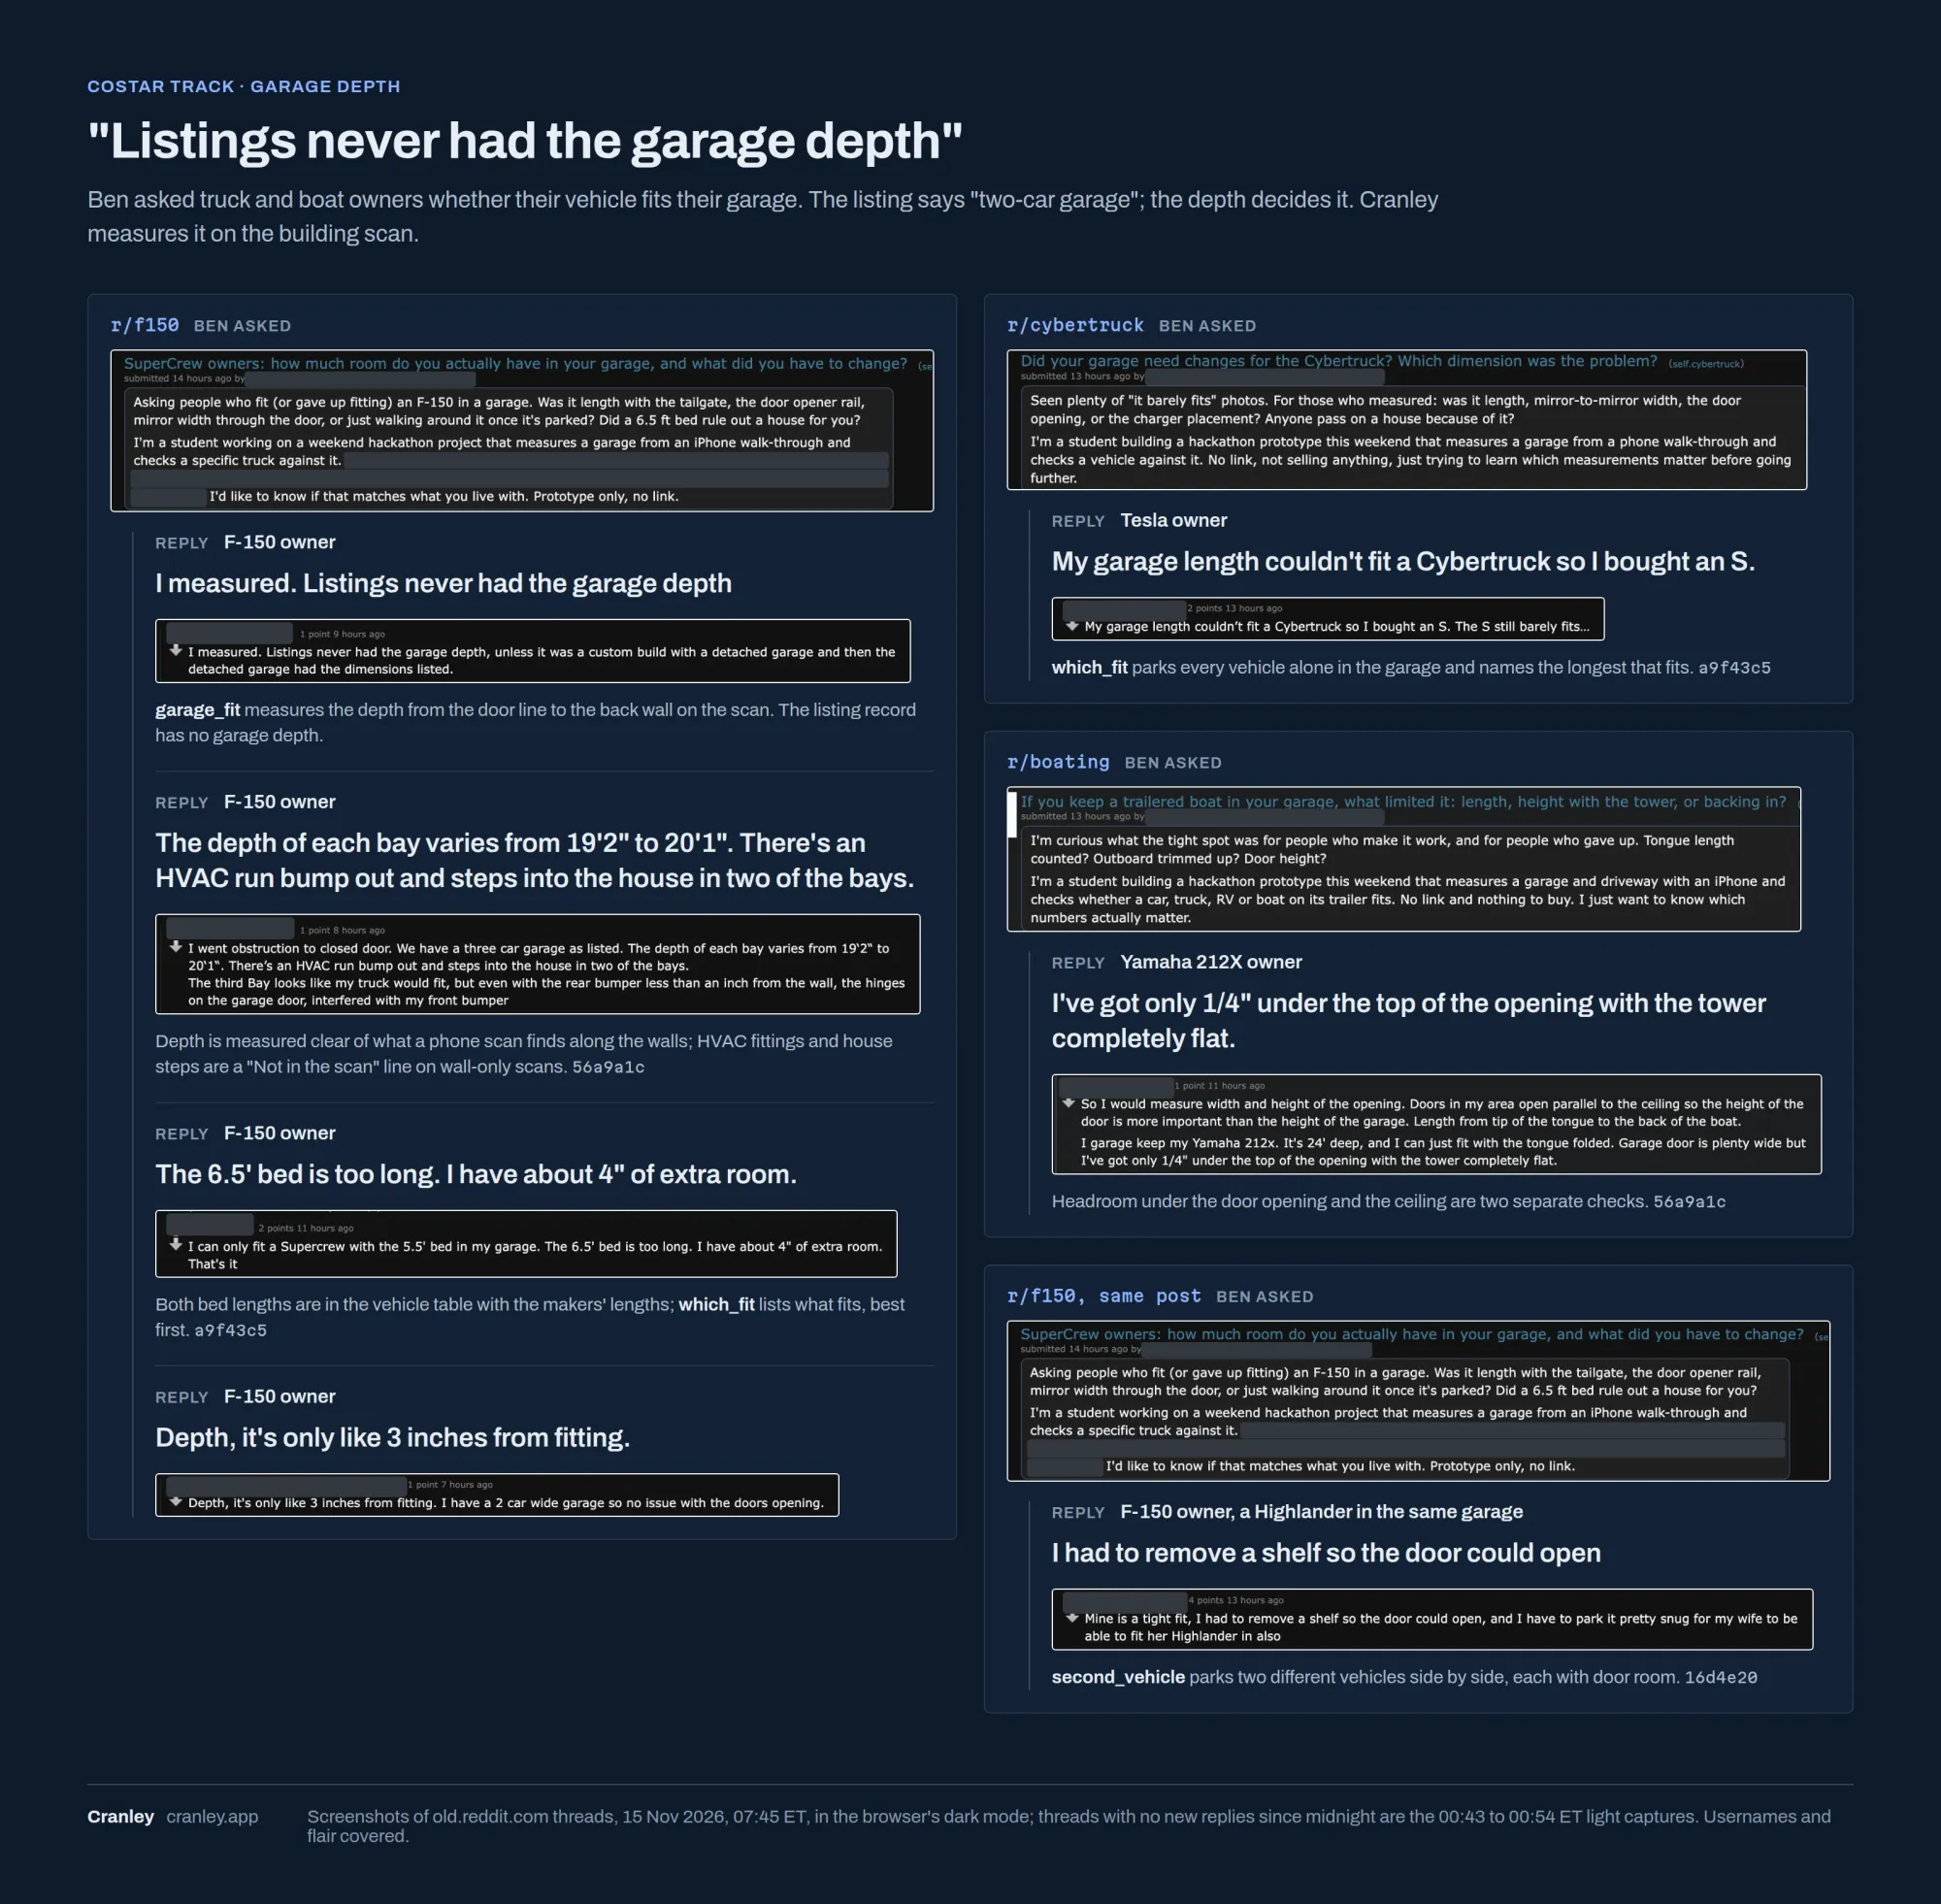 COSTAR TRACK · GARAGE DEPTH
"Listings never had the garage depth"
Ben asked truck and boat owners whether their vehicle fits their garage. The listing says "two-car garage"; the depth decides it. Cranley
measures it on the building scan.
r/f150 BEN ASKED
SuperCrew owners: how much room do you actually have in your garage, and what did you have to change? (se
submitted 14 hours ago by
Asking people who fit (or gave up fitting) an F-150 in a garage. Was it length with the tailgate, the door opener rail,
mirror width through the door, or just walking around it once it's parked? Did a 6.5 ft bed rule out a house for you?
I'm a student working on a weekend hackathon project that measures a garage from an iPhone walk-through and
checks a specific truck against it.
I'd like to know if that matches what you live with. Prototype only, no link.
REPLY F-150 owner
I measured. Listings never had the garage depth
1 point 9 hours ago
I measured. Listings never had the garage depth, unless it was a custom build with a detached garage and then the
detached garage had the dimensions listed.
garage_fit measures the depth from the door line to the back wall on the scan. The listing record
has no garage depth.
REPLY F-150 owner
The depth of each bay varies from 19'2" to 20'1". There's an
HVAC run bump out and steps into the house in two of the bays.
1 point 8 hours ago
I went obstruction to closed door. We have a three car garage as listed. The depth of each bay varies from 19'2" to
20'1". There's an HVAC run bump out and steps into the house in two of the bays.
The third Bay looks like my truck would fit, but even with the rear bumper less than an inch from the wall, the hinges
on the garage door, interfered with my front bumper
Depth is measured clear of what a phone scan finds along the walls; HVAC fittings and house
steps are a "Not in the scan" line on wall-only scans. 56a9a1c
REPLY F-150 owner
The 6.5' bed is too long. I have about 4" of extra room.
2 points 11 hours ago
I can only fit a Supercrew with the 5.5' bed in my garage. The 6.5' bed is too long. I have about 4" of extra room.
That's it
Both bed lengths are in the vehicle table with the makers' lengths; which_fit lists what fits, best
first. a9f43c5
REPLY F-150 owner
Depth, it's only like 3 inches from fitting.
1 point 7 hours ago
Depth, it's only like 3 inches from fitting. I have a 2 car wide garage so no issue with the doors opening.
r/cybertruck BEN ASKED
Did your garage need changes for the Cybertruck? Which dimension was the problem? (self.cybertruck)
submitted 13 hours ago by
Seen plenty of "it barely fits" photos. For those who measured: was it length, mirror-to-mirror width, the door
opening, or the charger placement? Anyone pass on a house because of it?
I'm a student building a hackathon prototype this weekend that measures a garage from a phone walk-through and
checks a vehicle against it. No link, not selling anything, just trying to learn which measurements matter before going
further.
REPLY Tesla owner
My garage length couldn't fit a Cybertruck so I bought an S.
2 points 13 hours ago
My garage length couldn't fit a Cybertruck so I bought an S. The S still barely fits...
which_fit parks every vehicle alone in the garage and names the longest that fits. a9f43c5
r/boating BEN ASKED
If you keep a trailered boat in your garage, what limited it: length, height with the tower, or backing in?
submitted 13 hours ago by
I'm curious what the tight spot was for people who make it work, and for people who gave up. Tongue length
counted? Outboard trimmed up? Door height?
I'm a student building a hackathon prototype this weekend that measures a garage and driveway with an iPhone and
checks whether a car, truck, RV or boat on its trailer fits. No link and nothing to buy. I just want to know which
numbers actually matter.
REPLY Yamaha 212X owner
I've got only 1/4" under the top of the opening with the tower
completely flat.
1 point 11 hours ago
So I would measure width and height of the opening. Doors in my area open parallel to the ceiling so the height of the
door is more important than the height of the garage. Length from tip of the tongue to the back of the boat.
I garage keep my Yamaha 212x. It's 24' deep, and I can just fit with the tongue folded. Garage door is plenty wide but
I've got only 1/4" under the top of the opening with the tower completely flat.
Headroom under the door opening and the ceiling are two separate checks. 56a9a1c
r/f150, same post BEN ASKED
SuperCrew owners: how much room do you actually have in your garage, and what did you have to change? (se
submitted 14 hours ago by
Asking people who fit (or gave up fitting) an F-150 in a garage. Was it length with the tailgate, the door opener rail,
mirror width through the door, or just walking around it once it's parked? Did a 6.5 ft bed rule out a house for you?
I'm a student working on a weekend hackathon project that measures a garage from an iPhone walk-through and
checks a specific truck against it.
I'd like to know if that matches what you live with. Prototype only, no link.
REPLY F-150 owner, a Highlander in the same garage
I had to remove a shelf so the door could open
4 points 13 hours ago
Mine is a tight fit, I had to remove a shelf so the door could open, and I have to park it pretty snug for my wife to be
able to fit her Highlander in also
second_vehicle parks two different vehicles side by side, each with door room. 16d4e20
Cranley cranley.app
Screenshots of old.reddit.com threads, 15 Nov 2026, 07:45 ET, in the browser's dark mode; threads with no new replies since midnight are the 00:43 to 00:54 ET light captures. Usernames and
flair covered.